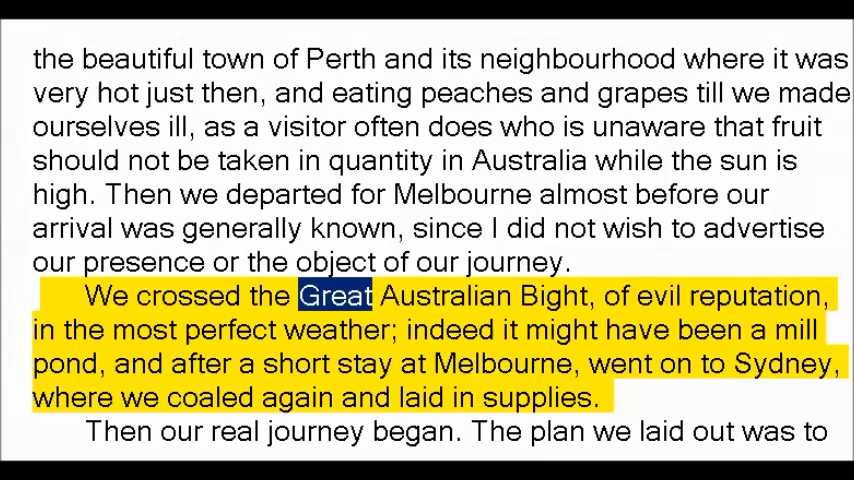 the beautiful town of Perth and its neighbourhood where it was
very hot just then, and eating peaches and grapes till we made
ourselves ill, as a visitor often does who is unaware that fruit
should not be taken in quantity in Australia while the sun is
high. Then we departed for Melbourne almost before our
arrival was generally known, since I did not wish to advertise
our presence or the object of our journey.
We crossed the Great Australian Bight, of evil reputation,
in the most perfect weather; indeed it might have been a mill
pond, and after a short stay at Melbourne, went on to Sydney,
where we coaled again and laid in supplies.
Then our real journey began. The plan we laid out was to